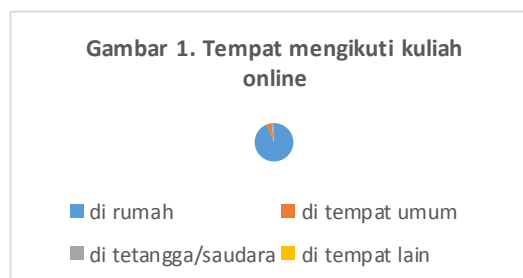 Gambar 1. Tempat mengikuti kuliah
online
di rumah
di tempat umum
di tetangga/saudara
di tempat lain